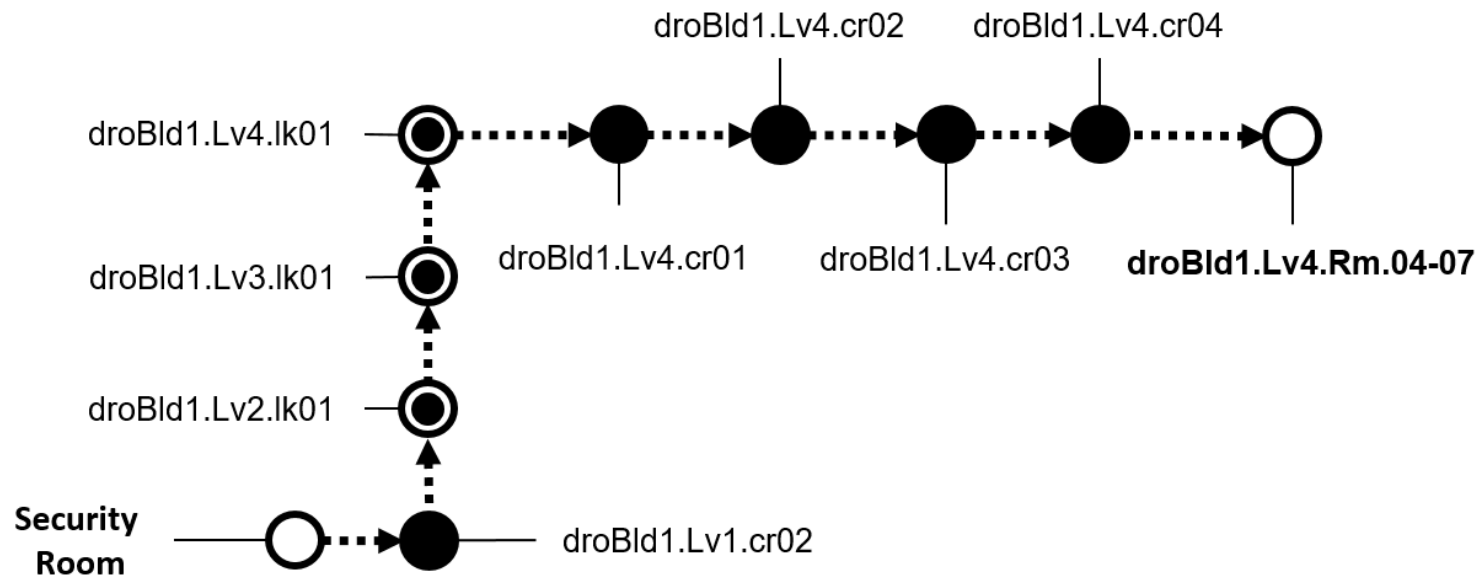 droBld1.Lv4.cr02
droBld1.Lv4.cr04
droBld1.Lv4.lk01
droBld1.Lv4.cr01
droBld1.Lv4.cr03
droBld1.Lv4.Rm.04-07
droBld1.Lv3.lk01
droBld1.Lv2.lk01
Security
Room
droBld1.Lv1.cr02